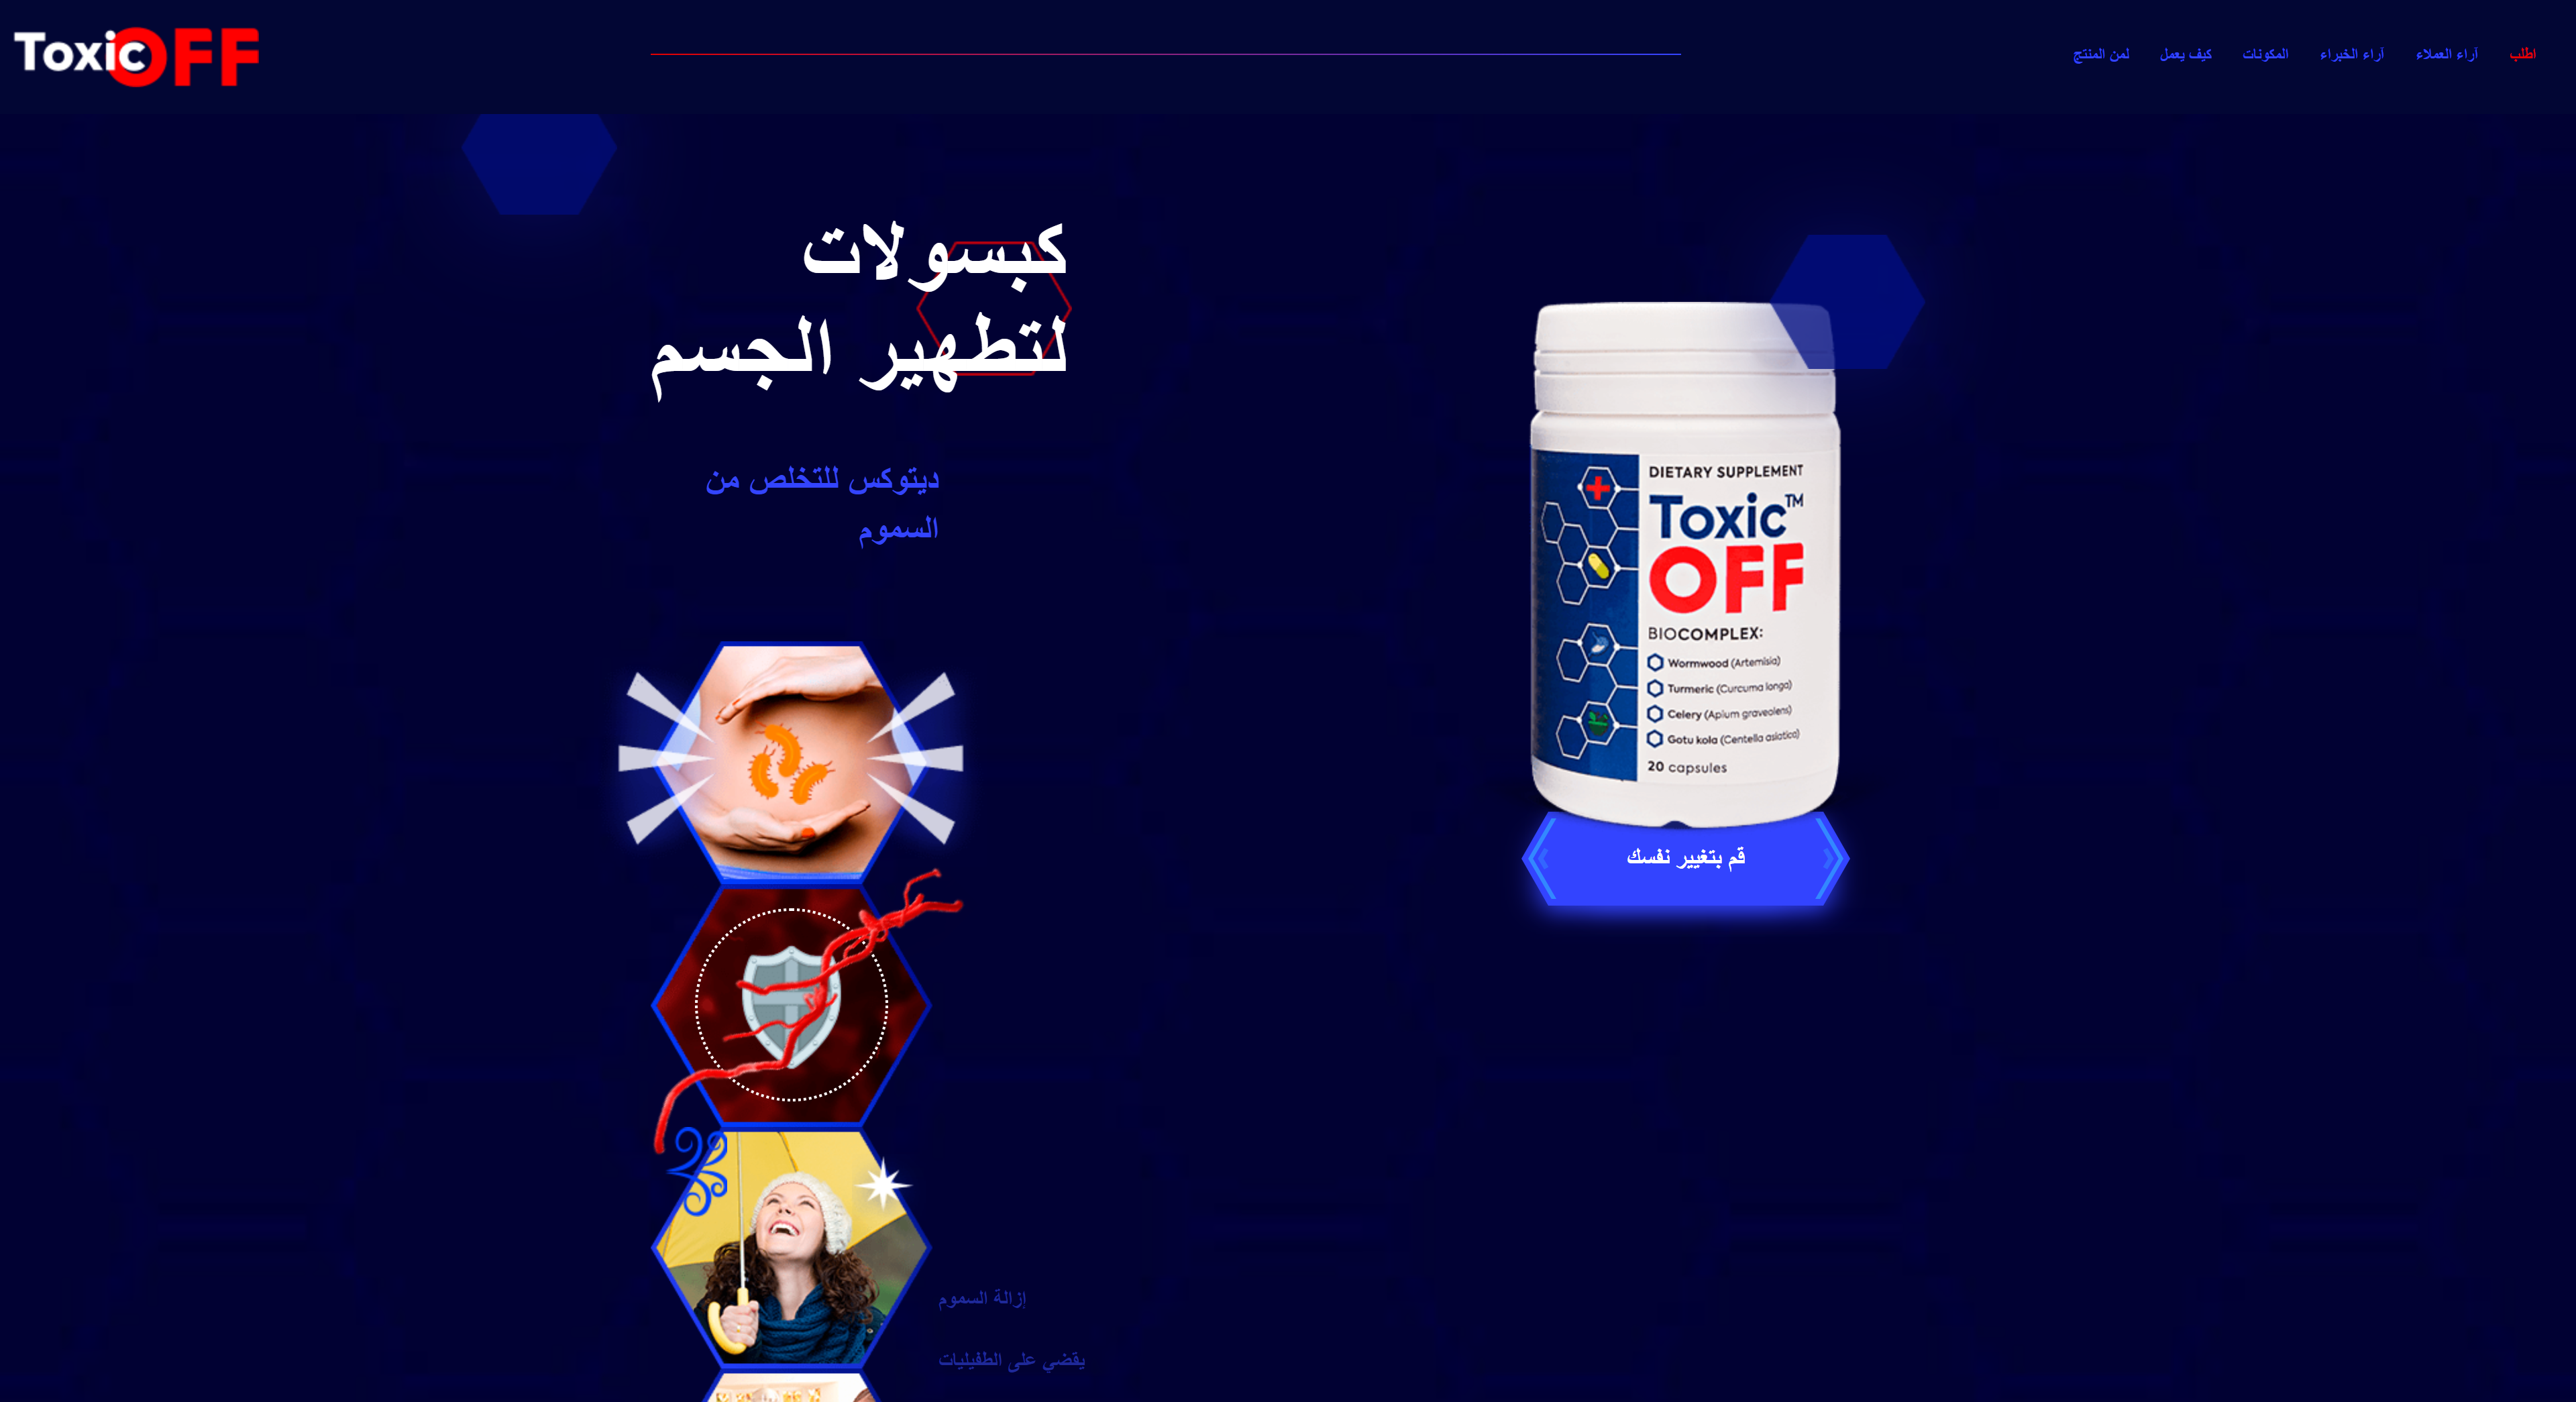 ToxicOFF
اطلب
آراء العملاء
آراء الخبراء
المكونات
كيف يعمل
لمن المنتج
كبسولات
لتطهير الجسم
ديتوكس للتخلص من
السموم
DIETARY SUPPLEMENT
Toxic™
OFF
BIOCOMPLEX:
Wormwood (Artemisia)
Turmeric (Curcuma longa)
Celery (Apium graveolens)
Gotu kola (Centella asiatica)
20 capsules
قم بتغيير نفسك
إزالة السموم
يقضي على الطفيليات